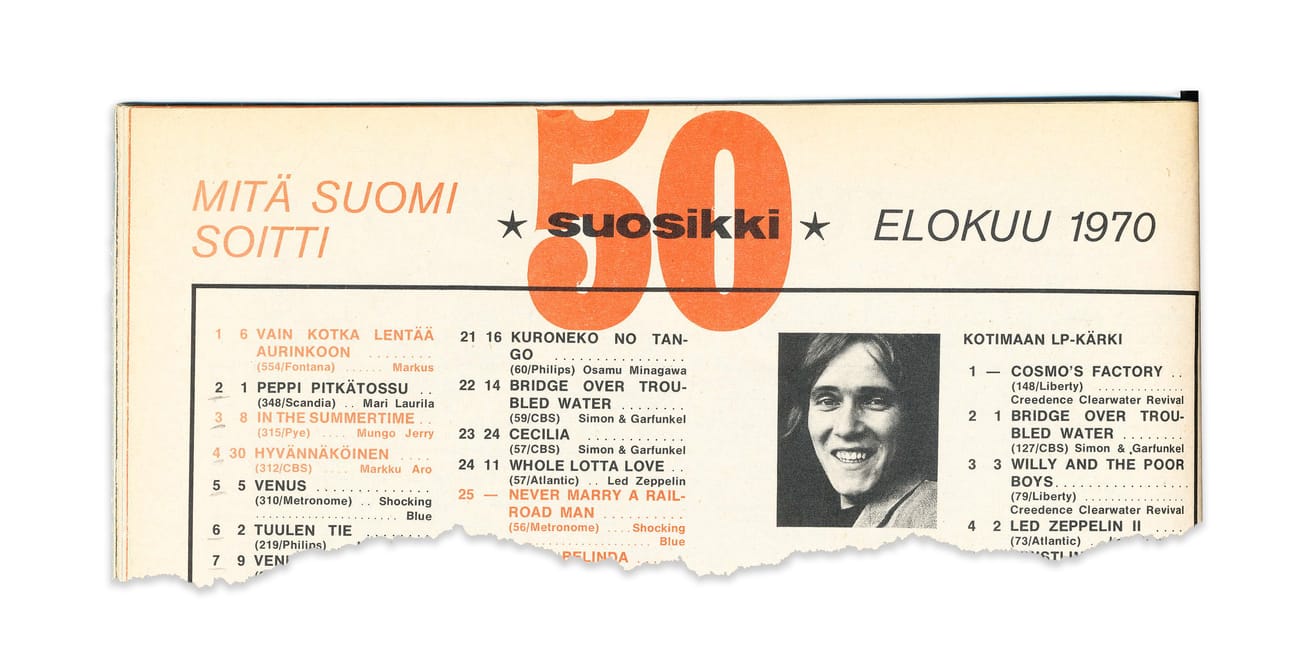 MITÄ SUOMI
SOITTI
50
★ suosikki ★
ELOKUU 1970
1 6 VAIN KOTKA LENTÄÄ
AURINKOON ........
(554/Fontana) ...... Markus
2 1 PEPPI PITKÄTOSSU ..
(348/Scandia) .. Mari Laurila
3 8 IN THE SUMMERTIME ..
(315/Pye) .... Mungo Jerry
4 30 HYVÄNNÄKÖINEN ....
(312/CBS) ...... Markku Aro
5 5 VENUS ............
(310/Metronome) .. Shocking
.................. Blue
6 2 TUULEN TIE ........
(219/Philips)
7 9
21 16 KURONEKO NO TAN-
GO ................
(60/Philips) Osamu Minagawa
22 14 BRIDGE OVER TROU-
BLED WATER ........
(59/CBS) Simon & Garfunkel
23 24 CECILIA ............
(57/CBS) Simon & Garfunkel
24 11 WHOLE LOTTA LOVE ..
(57/Atlantic) .. Led Zeppelin
25 — NEVER MARRY A RAIL-
ROAD MAN ..........
(56/Metronome) .... Shocking
.................. Blue
BELINDA .....
KOTIMAAN LP-KÄRKI
1 — COSMO'S FACTORY ..
(148/Liberty) ..............
Creedence Clearwater Revival
2 1 BRIDGE OVER TROU-
BLED WATER ........
(127/CBS) Simon & Garfunkel
3 3 WILLY AND THE POOR
BOYS ...............
(79/Liberty) ..............
Creedence Clearwater Revival
4 2 LED ZEPPELIN II ....
(73/Atlantic) .